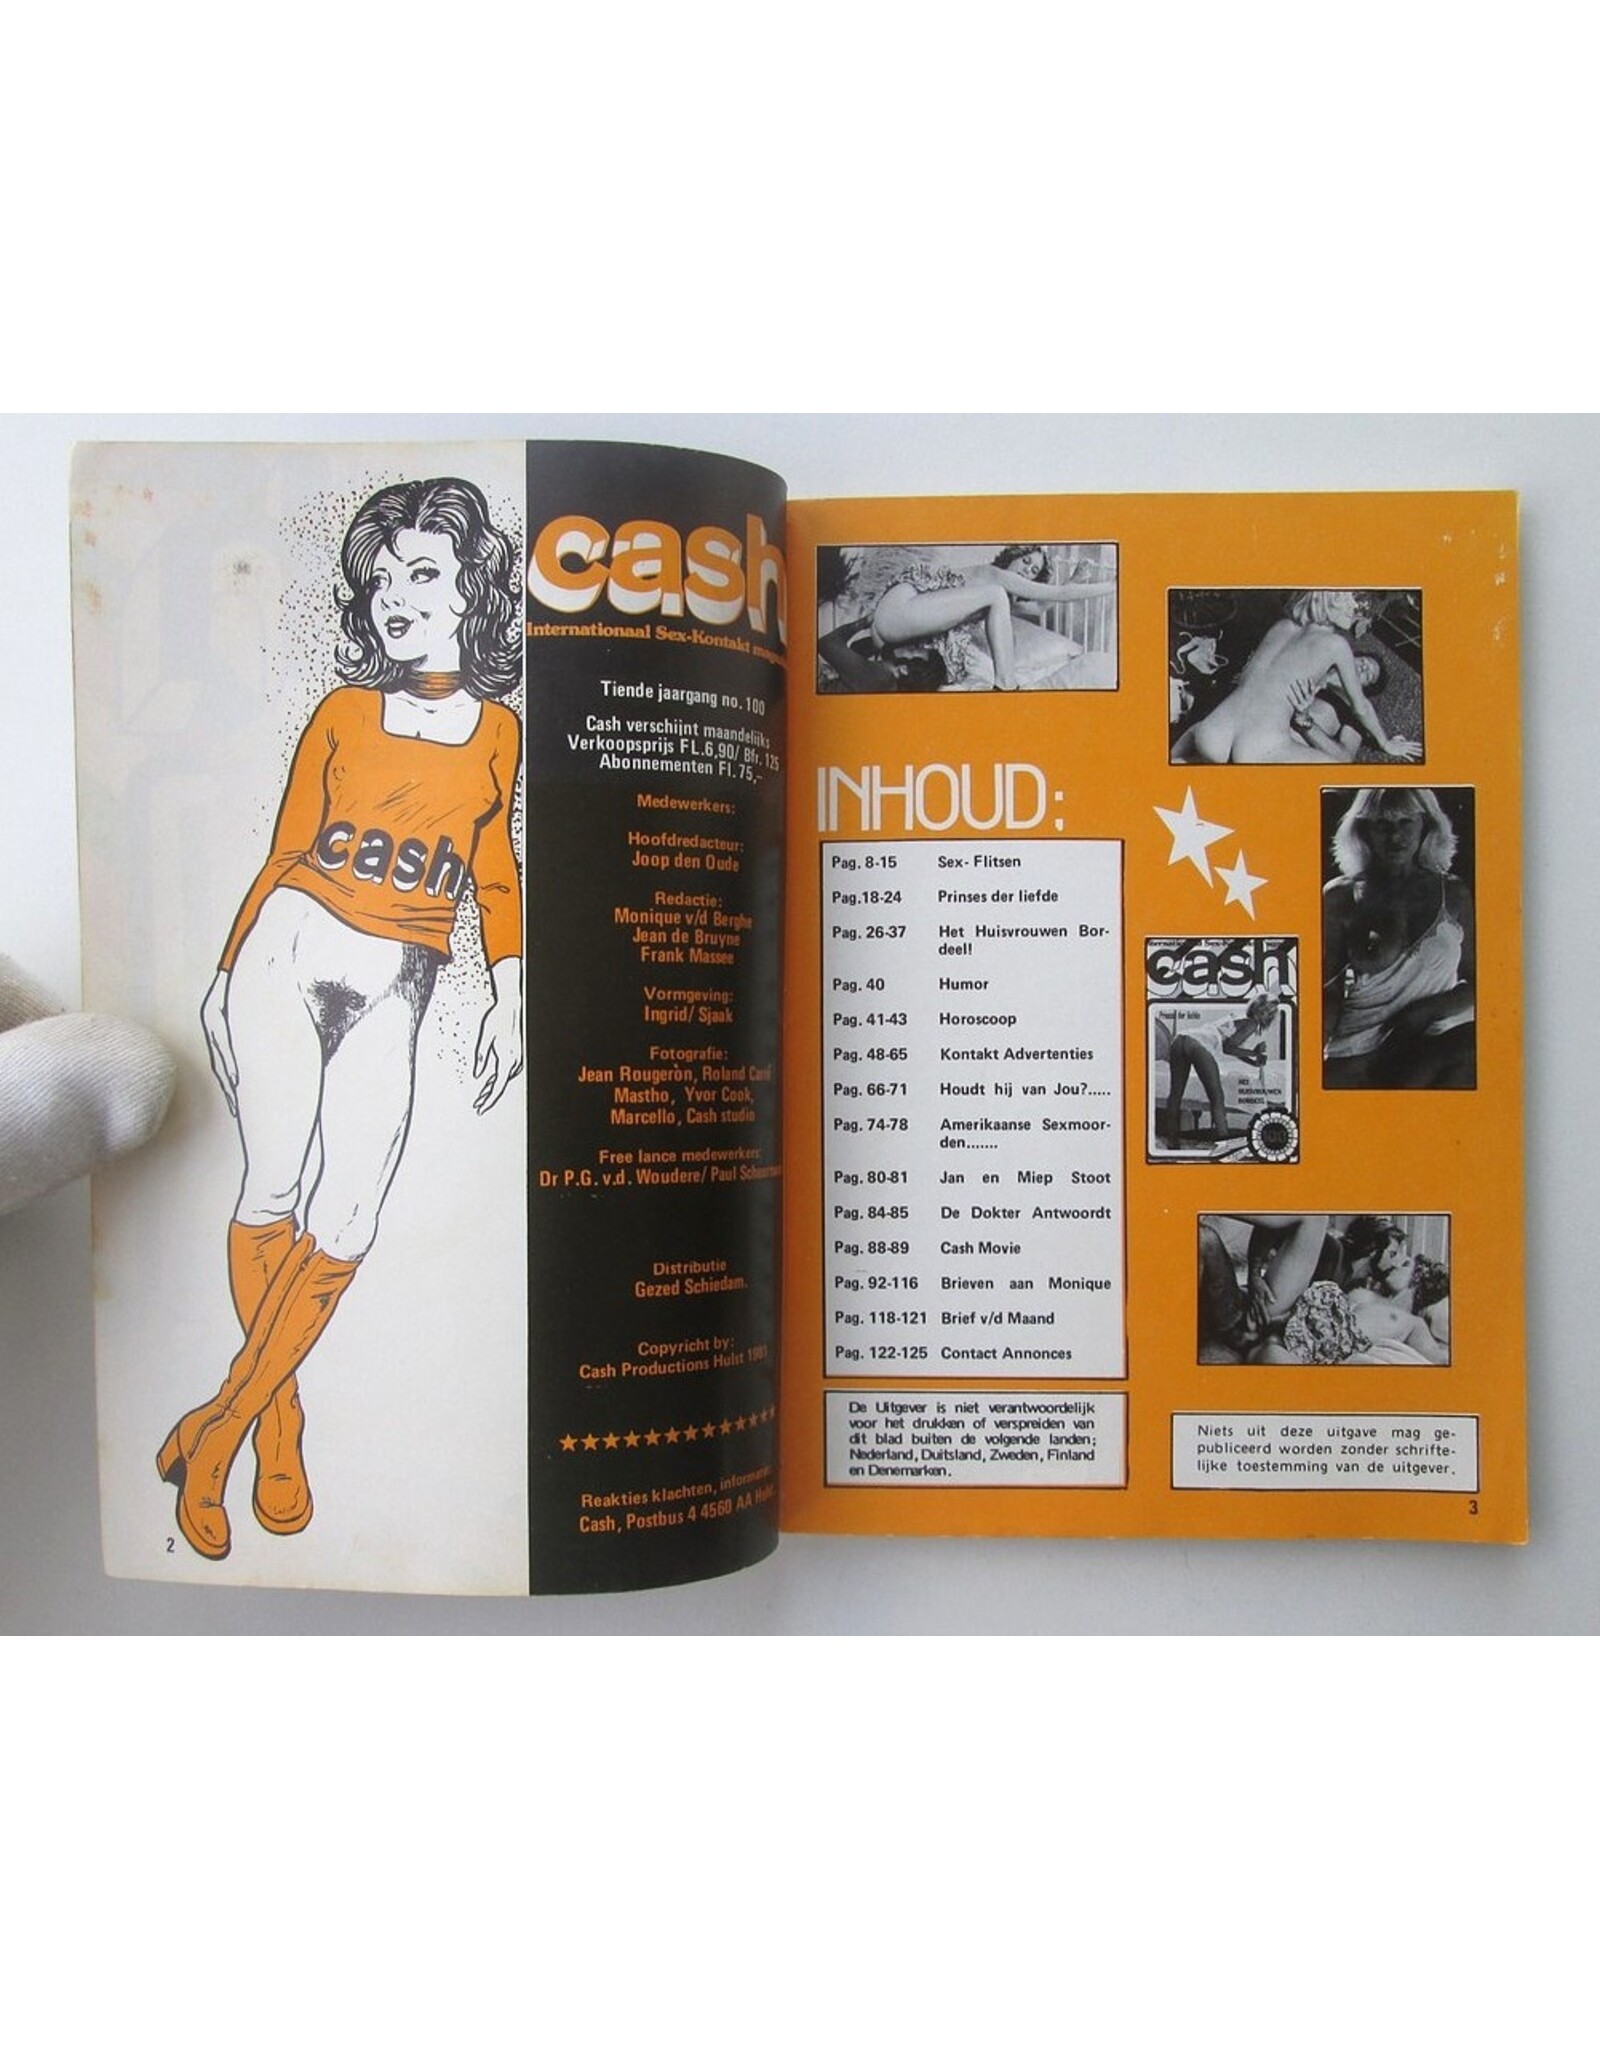 cash
cash
Internationaal Sex-Kontakt
Tiende jaargang no. 100
Cash verschijnt maandelijks
Verkoopsprijs FL.6,90/ Bfr. 125
Abonnementen Fl. 75,-
Medewerkers:
Hoofdredacteur:
Joop den Oude
Redactie:
Monique v/d Berghe
Jean de Bruyne
Frank Massee
Vormgeving:
Ingrid/ Sjaak
Fotografie:
Jean Rougeròn, Roland
Mastho, Yvor Cook,
Marcello, Cash studio
Free lance medewerkers:
Dr P.G. v.d. Woudere/ Paul
Distributie
Gezed Schiedam.
Copyright by:
Cash Productions Hulst 1981
Reakties klachten,
Cash, Postbus 4 4560 AA
2
INHOUD;
Pag. 8-15 Sex- Flitsen
Pag.18-24 Prinses der liefde
Pag. 26-37 Het Huisvrouwen Bor-
deel!
Pag. 40 Humor
Pag. 41-43 Horoscoop
Pag. 48-65 Kontakt Advertenties
Pag. 66-71 Houdt hij van Jou?.....
Pag. 74-78 Amerikaanse Sexmoor-
den.......
Pag. 80-81 Jan en Miep Stoot
Pag. 84-85 De Dokter Antwoordt
Pag. 88-89 Cash Movie
Pag. 92-116 Brieven aan Monique
Pag. 118-121 Brief v/d Maand
Pag. 122-125 Contact Annonces
De Uitgever is niet verantwoordelijk
voor het drukken of verspreiden van
dit blad buiten de volgende landen;
Nederland, Duitsland, Zweden, Finland
en Denemarken.
cash
Prinses der liefde
HET
HUISVROUWEN
BORDEEL
Niets uit deze uitgave mag ge-
publiceerd worden zonder schrifte-
lijke toestemming van de uitgever.
3